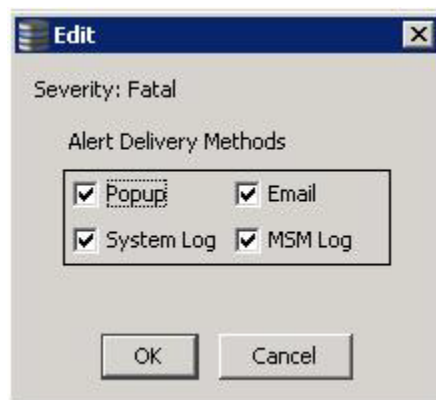 Edit
Severity: Fatal
Alert Delivery Methods
Popup Email
System Log MSM Log
OK Cancel